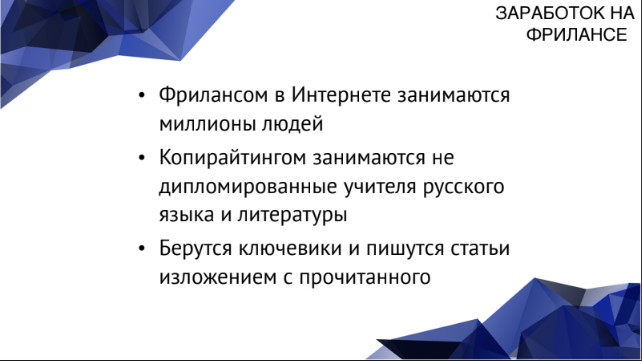 ЗАРАБОТОК НА
ФРИЛАНСЕ
• Фрилансом в Интернете занимаются
миллионы людей
• Копирайтингом занимаются не
дипломированные учителя русского
языка и литературы
• Берутся ключевики и пишутся статьи
изложением с прочитанного